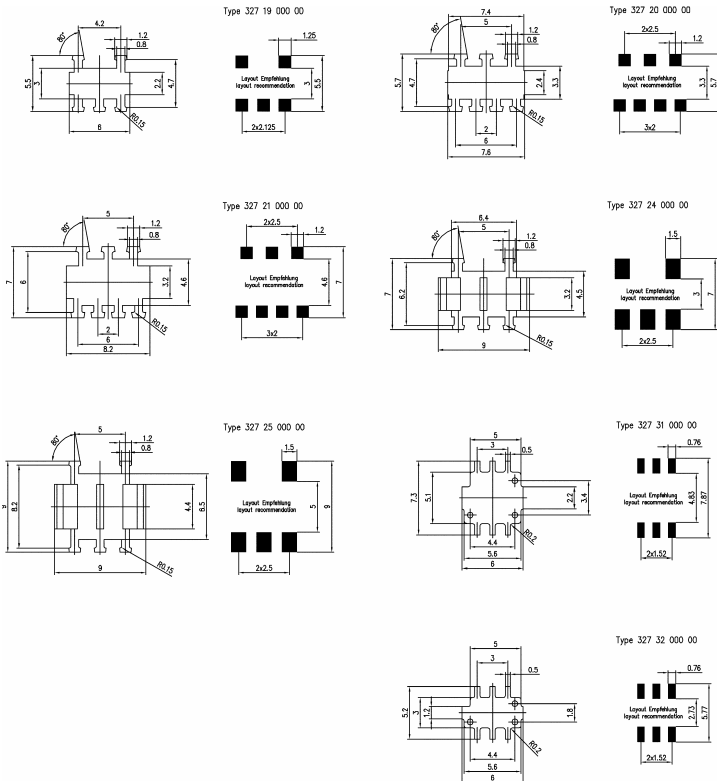 Type 327 19 000 00
4.2
80°
1.2
0.8
5.5
3
2.2
4.7
R0.15
6
1.25
Layout Empfehlung
layout recommendation
3
5.5
2x2.125
Type 327 20 000 00
7.4
5
80°
1.2
0.8
5.7
4.7
2.4
3.3
R0.15
2
6
7.6
2x2.5
1.2
Layout Empfehlung
layout recommendation
3.3
5.7
3x2
Type 327 21 000 00
5
80°
1.2
0.8
7
6
3.2
4.6
R0.15
2
6
8.2
2x2.5
1.2
Layout Empfehlung
layout recommendation
4.6
7
3x2
Type 327 24 000 00
6.4
5
80°
1.2
0.8
7
6.2
3.2
4.5
R0.15
9
1.5
Layout Empfehlung
layout recommendation
3
7
2x2.5
Type 327 25 000 00
5
80°
1.2
0.8
9
8.2
4.4
6.5
R0.15
9
1.5
Layout Empfehlung
layout recommendation
5
9
2x2.5
Type 327 31 000 00
5
3
0.5
7.3
5.1
2.2
3.4
R0.2
4.4
5.6
6
0.76
Layout Empfehlung
layout recommendation
4.83
7.87
2x1.52
Type 327 32 000 00
5
3
0.5
5.2
3
1.2
1.8
R0.2
4.4
5.6
6
0.76
Layout Empfehlung
layout recommendation
2.73
5.77
2x1.52